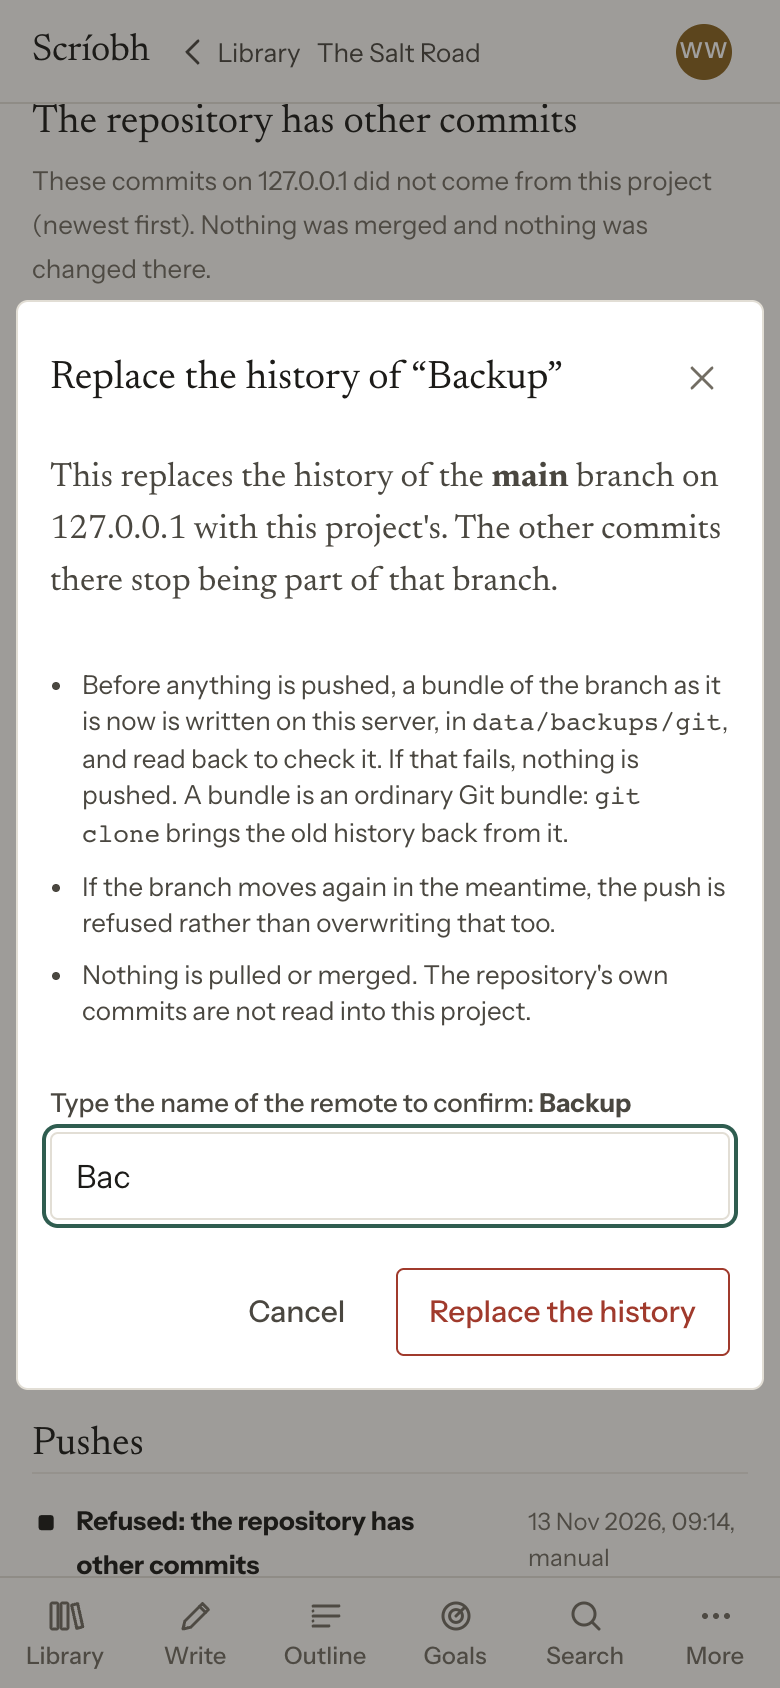 Scríobh
Library The Salt Road
WW
The repository has other commits
These commits on 127.0.0.1 did not come from this project
(newest first). Nothing was merged and nothing was
changed there.
Replace the history of “Backup”
This replaces the history of the main branch on
127.0.0.1 with this project's. The other commits
there stop being part of that branch.
• Before anything is pushed, a bundle of the branch as it
is now is written on this server, in data/backups/git,
and read back to check it. If that fails, nothing is
pushed. A bundle is an ordinary Git bundle: git
clone brings the old history back from it.
• If the branch moves again in the meantime, the push is
refused rather than overwriting that too.
• Nothing is pulled or merged. The repository's own
commits are not read into this project.
Type the name of the remote to confirm: Backup
Bac
Cancel Replace the history
Pushes
Refused: the repository has 13 Nov 2026, 09:14,
other commits manual
Library Write Outline Goals Search More